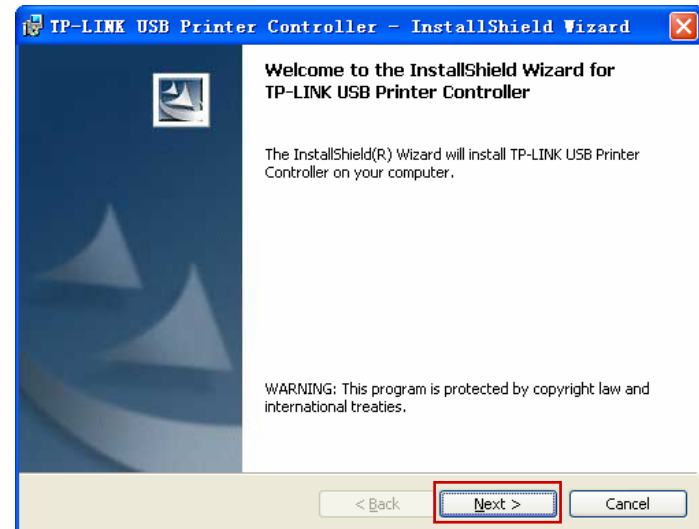 TP-LINK USB Printer Controller - InstallShield Wizard
Welcome to the InstallShield Wizard for
TP-LINK USB Printer Controller
The InstallShield(R) Wizard will install TP-LINK USB Printer
Controller on your computer.
WARNING: This program is protected by copyright law and
international treaties.
< Back Next > Cancel